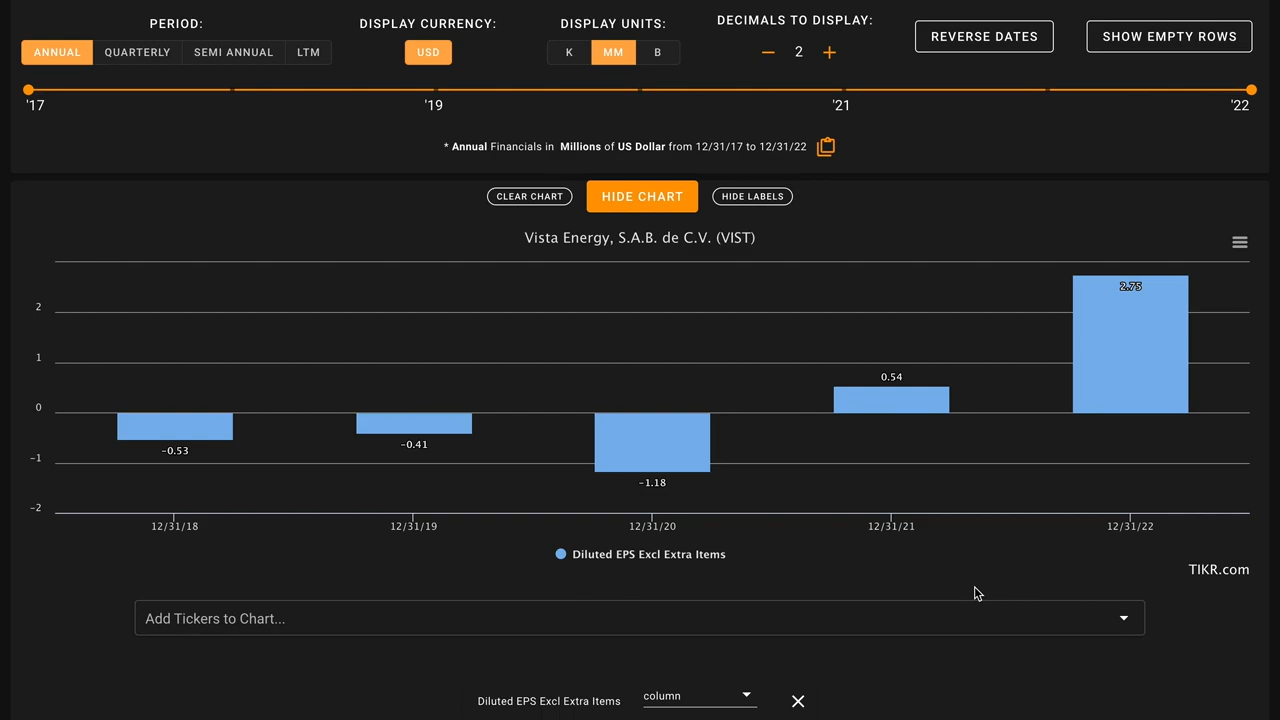 PERIOD:
DISPLAY CURRENCY:
DISPLAY UNITS:
DECIMALS TO DISPLAY:
ANNUAL
QUARTERLY
SEMI ANNUAL
LTM
USD
K
MM
B
2
REVERSE DATES
SHOW EMPTY ROWS
'17
'19
'21
'22
* Annual Financials in Millions of US Dollar from 12/31/17 to 12/31/22
CLEAR CHART
HIDE CHART
HIDE LABELS
Vista Energy, S.A.B. de C.V. (VIST)
2
1
0
-1
-2
-0.53
-0.41
-1.18
0.54
2.75
12/31/18
12/31/19
12/31/20
12/31/21
12/31/22
Diluted EPS Excl Extra Items
TIKR.com
Add Tickers to Chart...
Diluted EPS Excl Extra Items
column